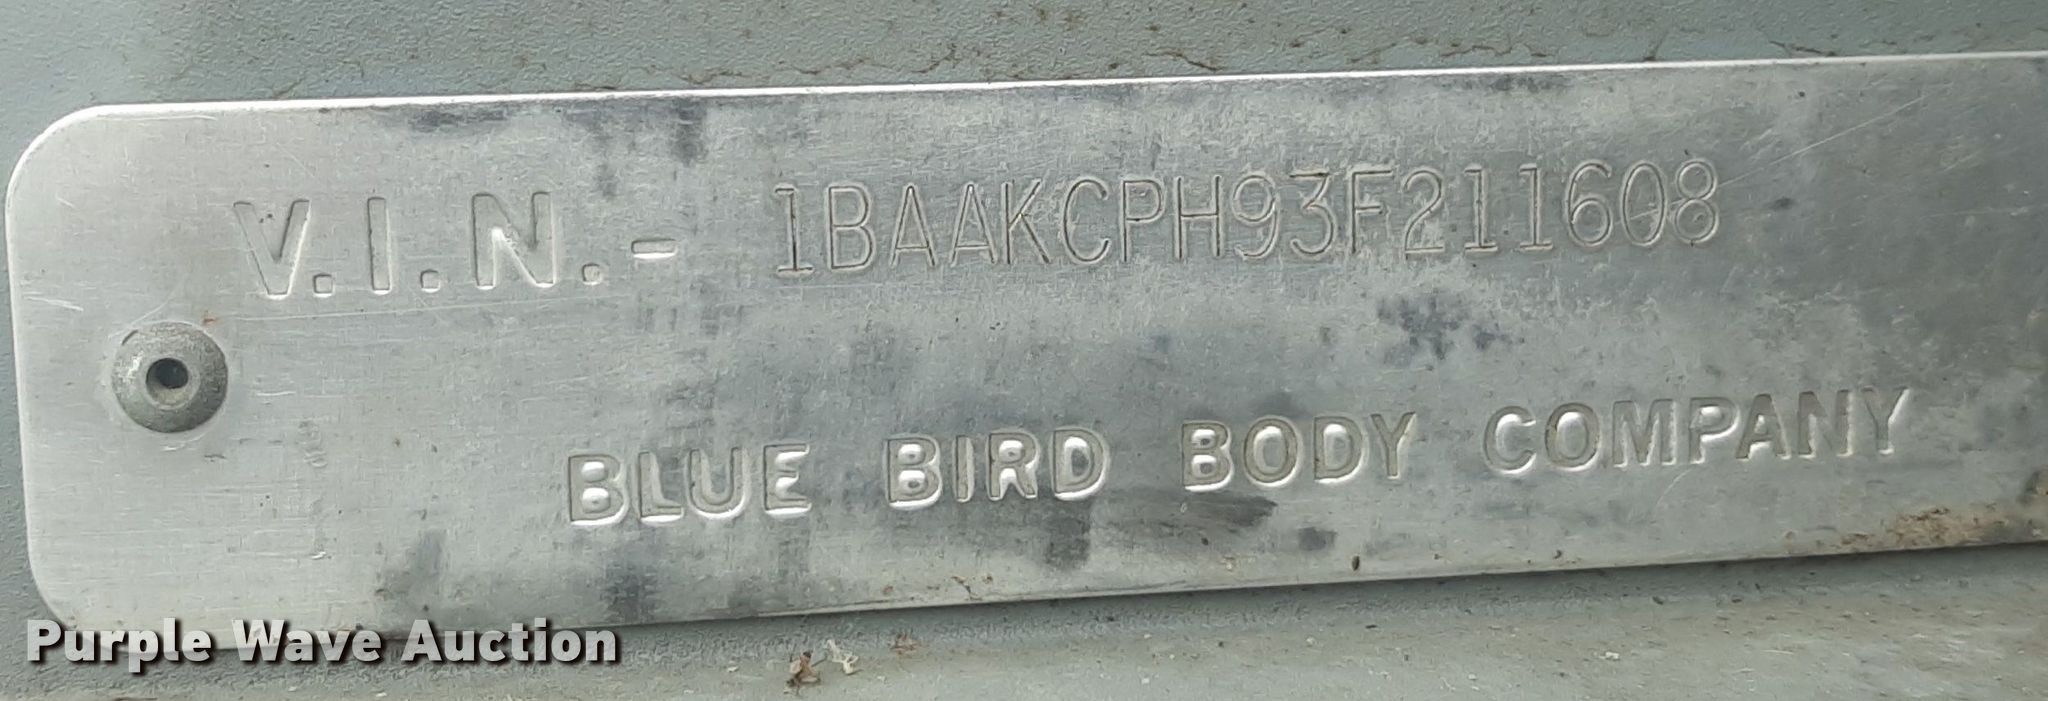 V.I.N.- 1BAAKCPH93F211608
BLUE BIRD BODY COMPANY
Purple Wave Auction